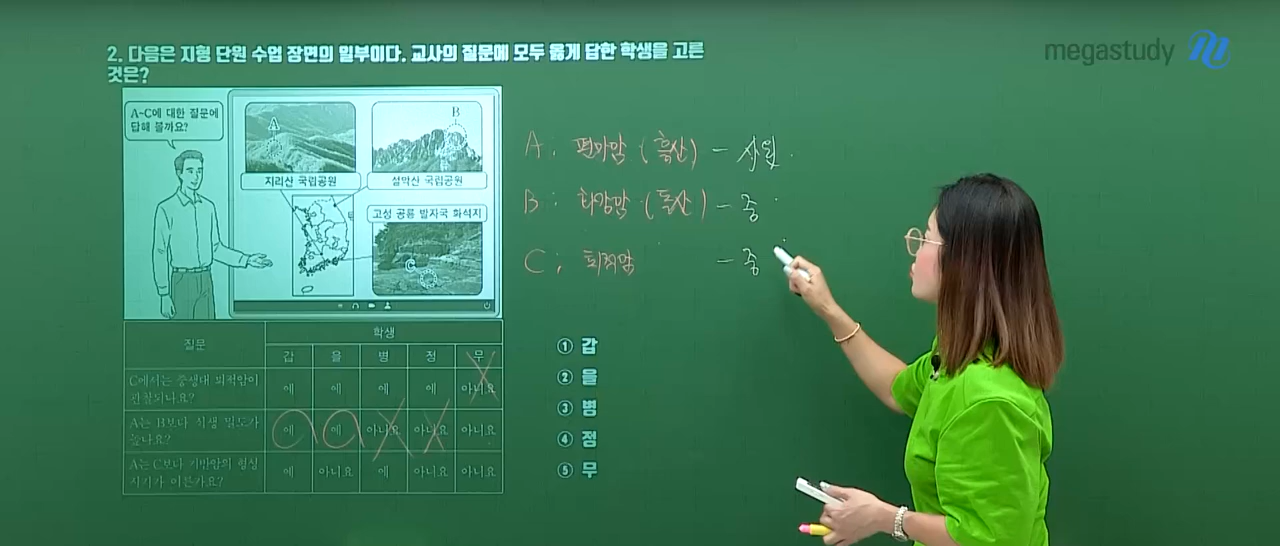 megastudy
2. 다음은 지형 단원 수업 장면의 일부이다. 교사의 질문에 모두 옳게 답한 학생을 고른
것은?
A~C에 대한 질문에
답해 볼까요?
A
B
지리산 국립공원
설악산 국립공원
고성 공룡 발자국 화석지
C
질문
학생
갑 을 병 정 무
C에서는 중생대 퇴적암이
관찰되나요?
예 예 예 예 아니요
A는 B보다 식생 밀도가
높나요?
예 예 아니요 아니요 아니요
A는 C보다 기반암의 형성
시기가 이른가요?
예 아니요 예 아니요 아니요
A : 편마암 (흙산) -
B : 화강암 (돌산) - 중
C : 퇴적암 - 중
① 갑
② 을
③ 병
④ 정
⑤ 무